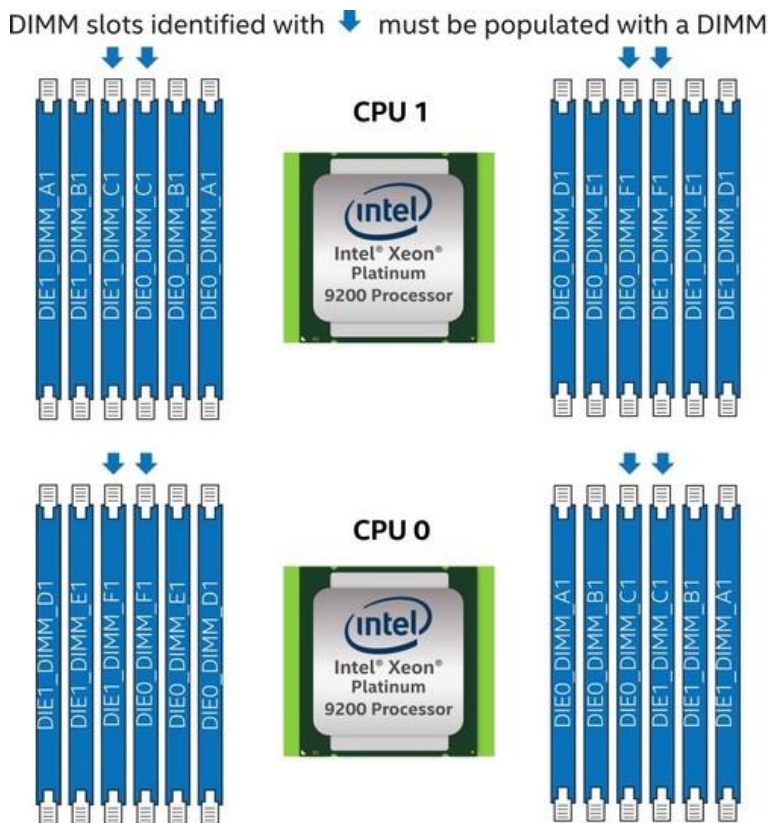 DIMM slots identified with must be populated with a DIMM
DIE1_DIMM_A1
DIE1_DIMM_B1
DIE1_DIMM_C1
DIE0_DIMM_C1
DIE0_DIMM_B1
DIE0_DIMM_A1
CPU 1
intel
Intel® Xeon®
Platinum
9200 Processor
DIE0_DIMM_D1
DIE0_DIMM_E1
DIE0_DIMM_F1
DIE1_DIMM_F1
DIE1_DIMM_E1
DIE1_DIMM_D1
DIE1_DIMM_D1
DIE1_DIMM_E1
DIE1_DIMM_F1
DIE0_DIMM_F1
DIE0_DIMM_E1
DIE0_DIMM_D1
CPU 0
intel
Intel® Xeon®
Platinum
9200 Processor
DIE0_DIMM_A1
DIE0_DIMM_B1
DIE0_DIMM_C1
DIE1_DIMM_C1
DIE1_DIMM_B1
DIE1_DIMM_A1